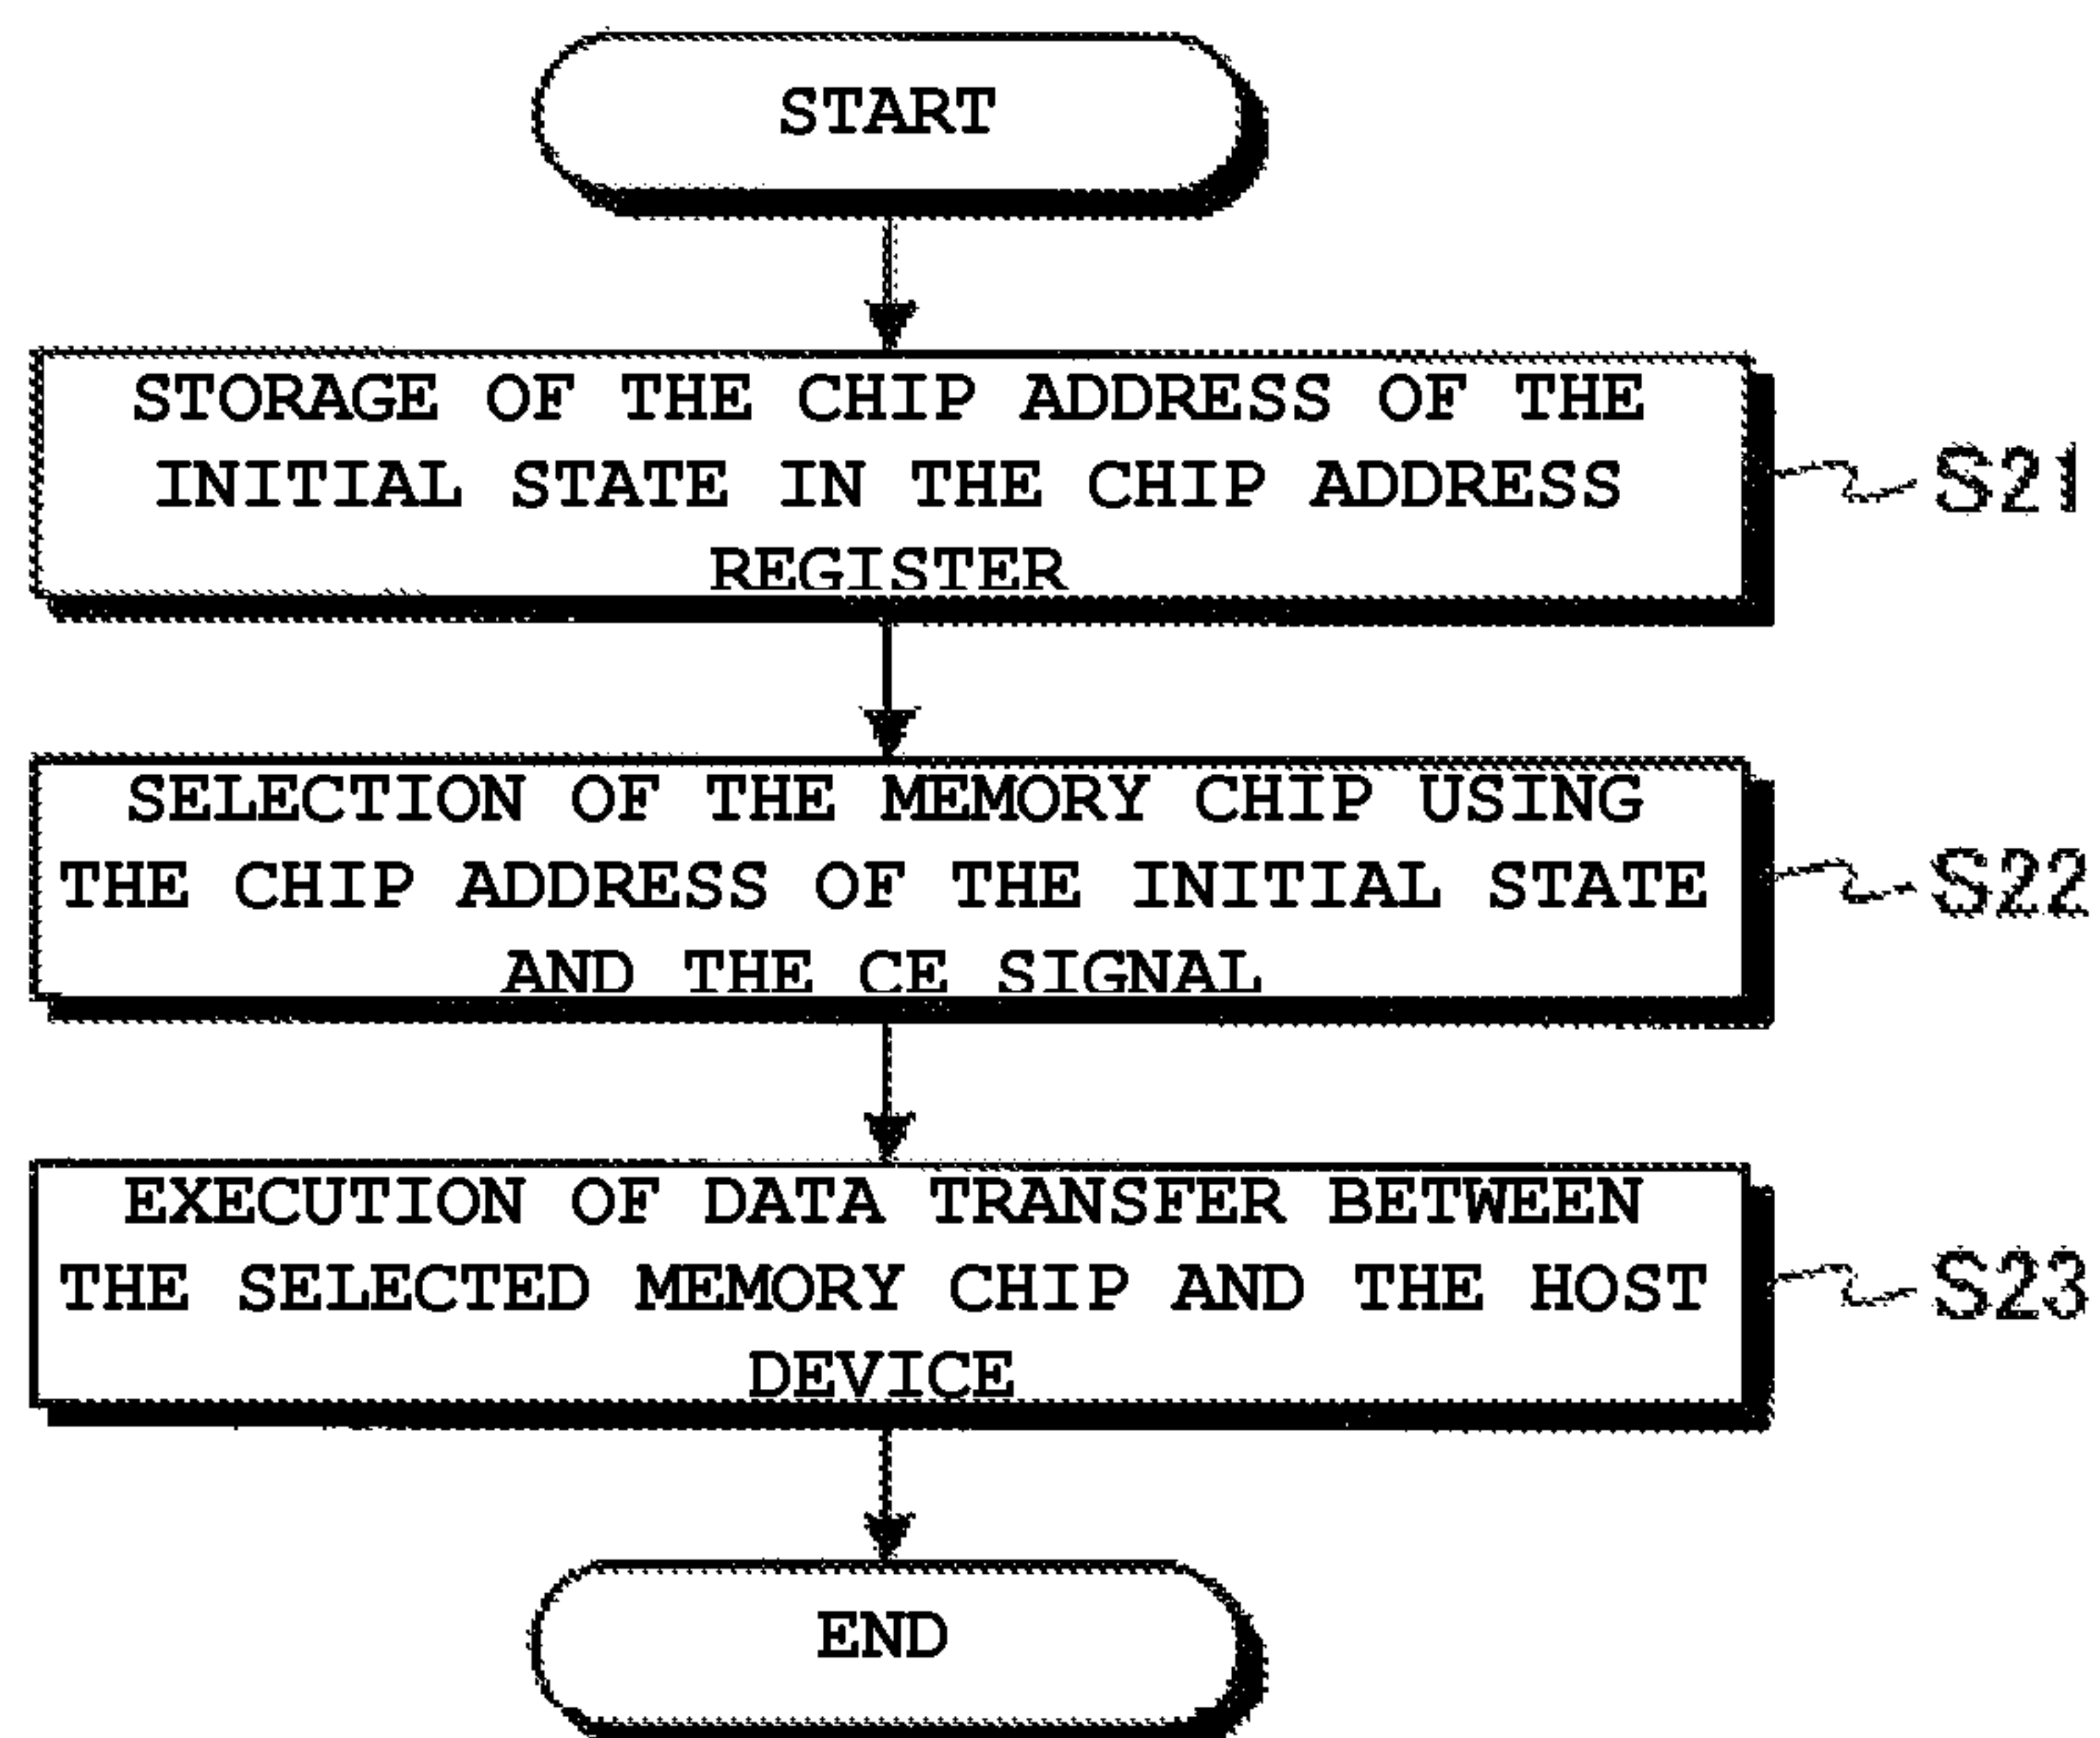 START
STORAGE OF THE CHIP ADDRESS OF THE
INITIAL STATE IN THE CHIP ADDRESS
REGISTER
S21
SELECTION OF THE MEMORY CHIP USING
THE CHIP ADDRESS OF THE INITIAL STATE
AND THE CE SIGNAL
S22
EXECUTION OF DATA TRANSFER BETWEEN
THE SELECTED MEMORY CHIP AND THE HOST
DEVICE
S23
END